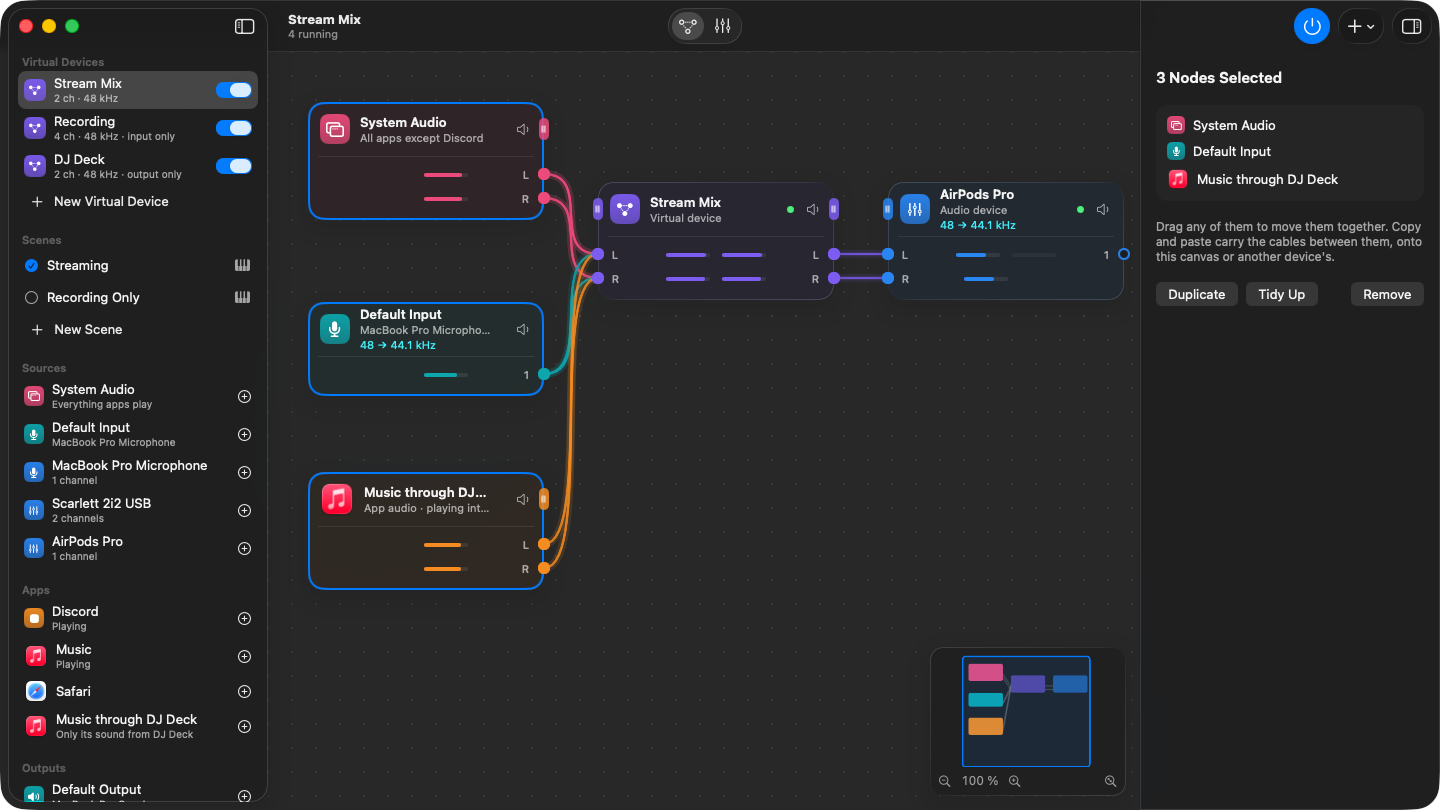 Virtual Devices
Stream Mix
2 ch · 48 kHz
Recording
4 ch · 48 kHz · input only
DJ Deck
2 ch · 48 kHz · output only
New Virtual Device
Scenes
Streaming
Recording Only
New Scene
Sources
System Audio
Everything apps play
Default Input
MacBook Pro Microphone
MacBook Pro Microphone
1 channel
Scarlett 2i2 USB
2 channels
AirPods Pro
1 channel
Apps
Discord
Playing
Music
Playing
Safari
Music through DJ Deck
Only its sound from DJ Deck
Outputs
Default Output
Stream Mix
4 running
System Audio
All apps except Discord
L
R
Default Input
MacBook Pro Micropho...
48 → 44.1 kHz
1
Music through DJ...
App audio · playing int...
L
R
Stream Mix
Virtual device
L L
R R
AirPods Pro
Audio device
48 → 44.1 kHz
L 1
R
100 %
3 Nodes Selected
System Audio
Default Input
Music through DJ Deck
Drag any of them to move them together. Copy
and paste carry the cables between them, onto
this canvas or another device's.
Duplicate Tidy Up Remove